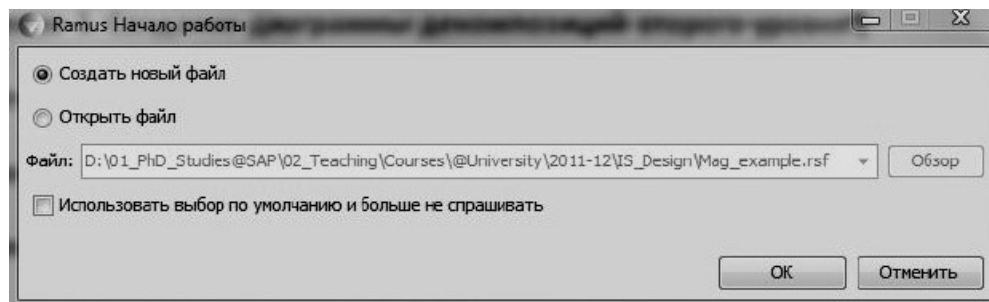 Ramus Начало работы
Создать новый файл
Открыть файл
Файл: D:\01_PhD_Studies@SAP\02_Teaching\Courses\@University\2011-12\IS_Design\Mag_example.rsf Обзор
Использовать выбор по умолчанию и больше не спрашивать
ОК Отменить